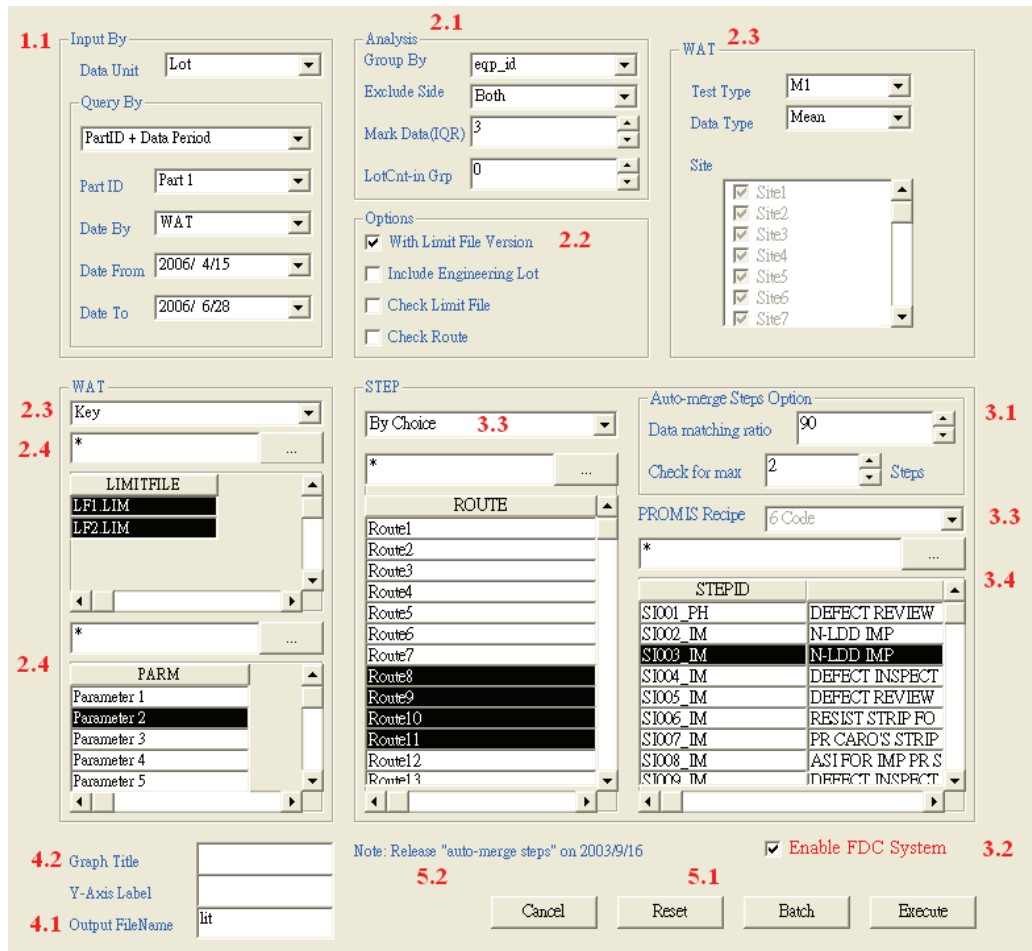 1.1
Input By
Data Unit Lot
Query By
PartID + Data Period
Part ID Part 1
Date By WAT
Date From 2006/ 4/15
Date To 2006/ 6/28
2.1
Analysis
Group By eqp_id
Exclude Side Both
Mark Data(IQR) 3
LotCnt-in Grp 0
Options
With Limit File Version 2.2
Include Engineering Lot
Check Limit File
Check Route
2.3
WAT
Test Type M1
Data Type Mean
Site
Site1
Site2
Site3
Site4
Site5
Site6
Site7
WAT
2.3 Key
2.4 * ...
LIMITFILE
LF1.LIM
LF2.LIM
* ...
2.4
PARM
Parameter 1
Parameter 2
Parameter 3
Parameter 4
Parameter 5
STEP
By Choice 3.3
* ...
ROUTE
Route1
Route2
Route3
Route4
Route5
Route6
Route7
Route8
Route9
Route10
Route11
Route12
Route13
Auto-merge Steps Option
3.1
Data matching ratio 90
Check for max 2 Steps
PROMIS Recipe 6 Code 3.3
* ...
3.4
STEPID
SI001_PH DEFECT REVIEW
SI002_IM N-LDD IMP
SI003_IM N-LDD IMP
SI004_IM DEFECT INSPECT
SI005_IM DEFECT REVIEW
SI006_IM RESIST STRIP FO
SI007_IM PR CARO'S STRIP
SI008_IM ASI FOR IMP PR S
SI009_IM DEFECT INSPECT
4.2 Graph Title
Y-Axis Label
4.1 Output FileName lit
Note: Release "auto-merge steps" on 2003/9/16
Enable FDC System 3.2
5.2 5.1
Cancel Reset Batch Execute